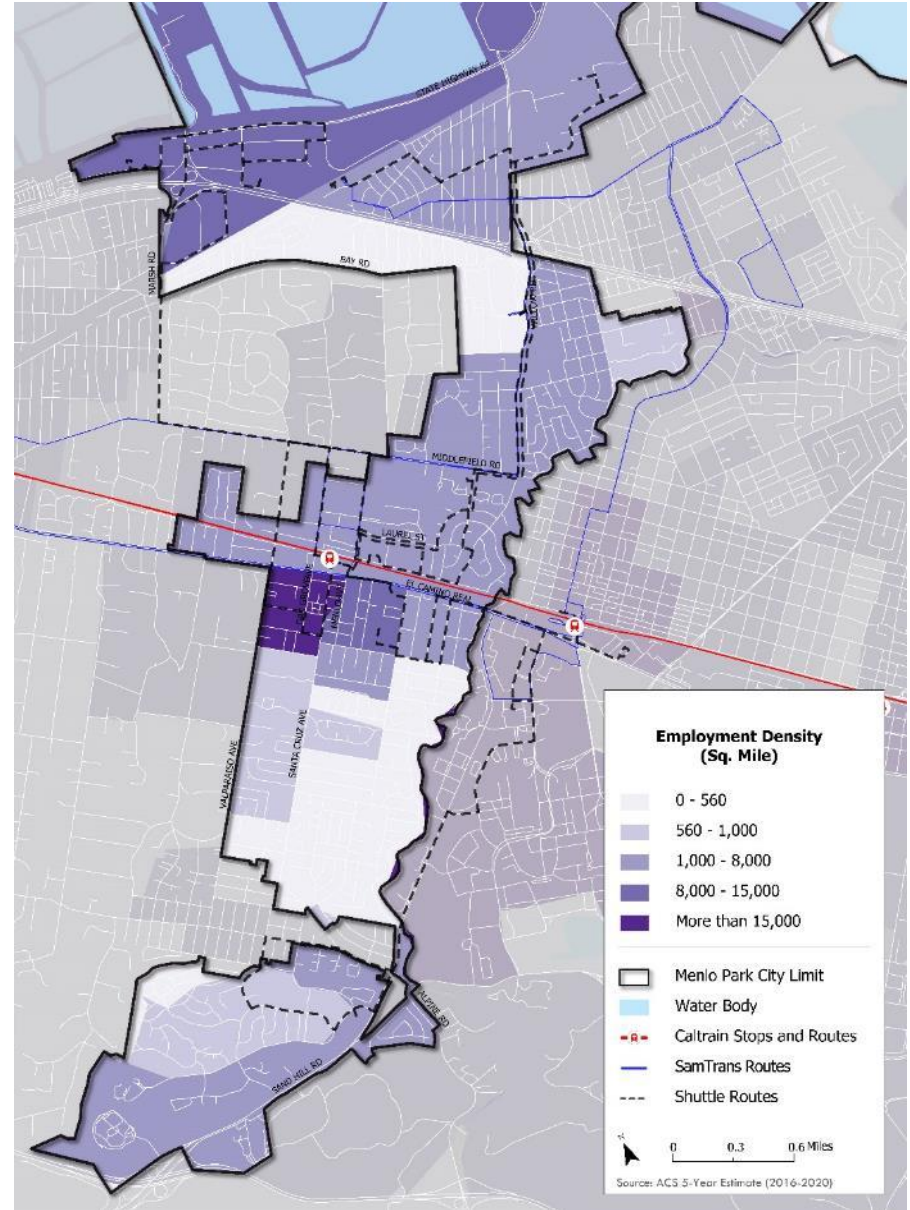 STATE HIGHWAY RT
BAY RD
MARSH RD
MIDDLEFIELD RD
LAUREL ST
EL CAMINO REAL
SANTA CRUZ AVE
VALPARAISO AVE
ALPINE RD
SAND HILL RD
Employment Density
(Sq. Mile)
0 - 560
560 - 1,000
1,000 - 8,000
8,000 - 15,000
More than 15,000
Menlo Park City Limit
Water Body
Caltrain Stops and Routes
SamTrans Routes
Shuttle Routes
N
0 0.3 0.6 Miles
Source: ACS 5-Year Estimate (2016-2020)